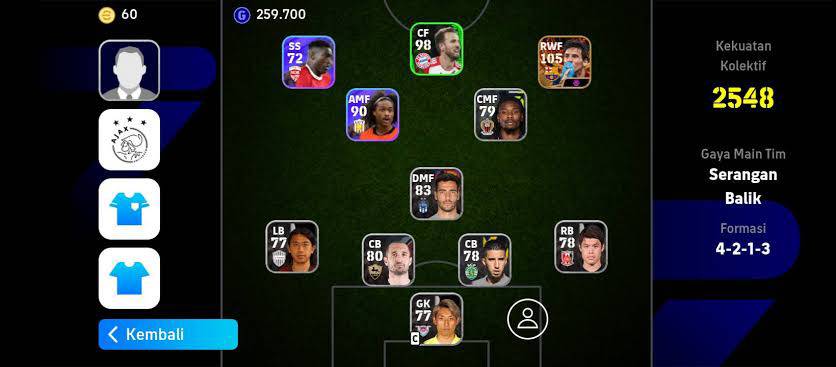 60
259.700
SS
72
CF
98
RWF
105
AMF
90
CMF
79
DMF
83
LB
77
CB
80
CB
78
RB
78
GK
77
C
AJAX
Kembali
Kekuatan
Kolektif
2548
Gaya Main Tim
Serangan
Balik
Formasi
4-2-1-3